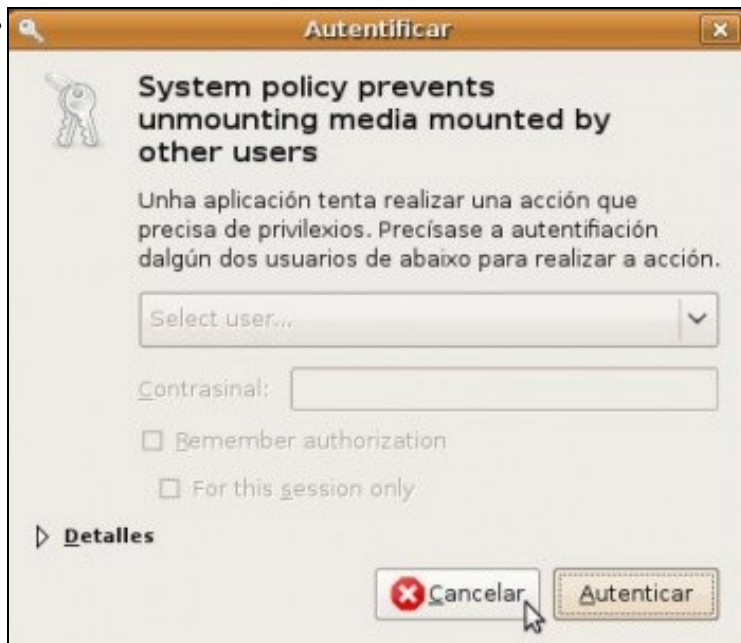 Autentificar
System policy prevents
unmounting media mounted by
other users
Unha aplicación tenta realizar una acción que
precisa de privilexios. Precísase a autentifiación
dalgún dos usuarios de abaixo para realizar a acción.
Select user...
Contrasinal:
Remember authorization
For this session only
Detalles
Cancelar Autenticar